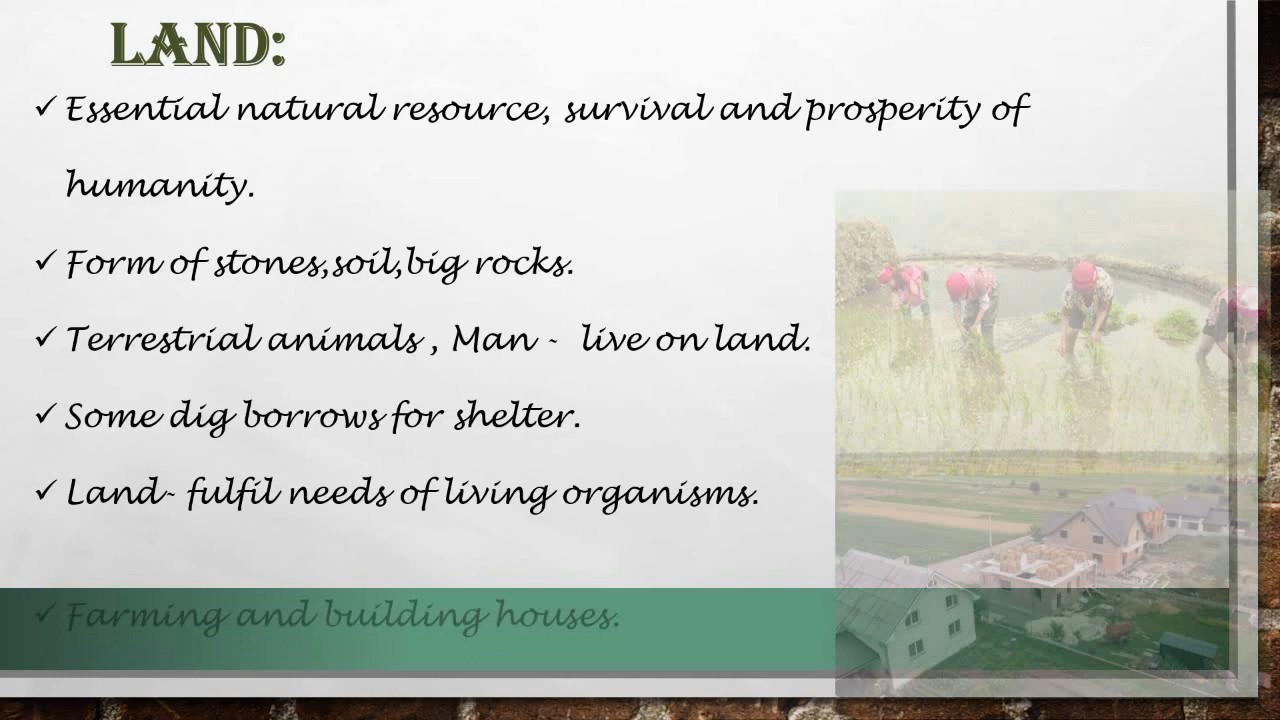 LAND:
✓ Essential natural resource, survival and prosperity of
humanity.
✓ Form of stones,soil,big rocks.
✓ Terrestrial animals , Man - live on land.
✓ Some dig borrows for shelter.
✓ Land- fulfil needs of living organisms.
✓ Farming and building houses.